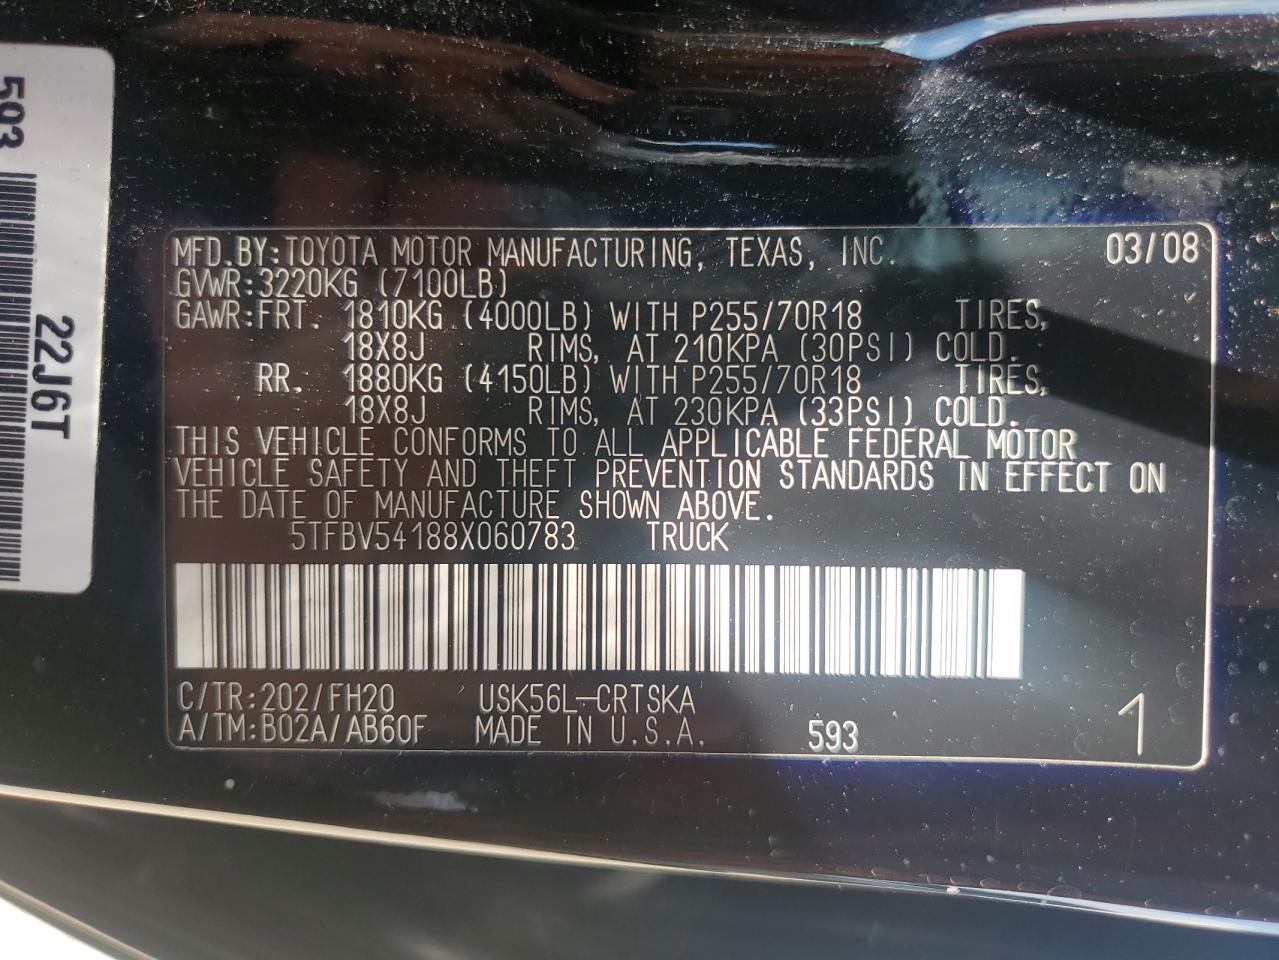 593
22J6T
MFD.BY:TOYOTA MOTOR MANUFACTURING, TEXAS, INC. 03/08
GVWR:3220KG (7100LB)
GAWR:FRT. 1810KG (4000LB) WITH P255/70R18 TIRES,
18X8J RIMS, AT 210KPA (30PSI) COLD.
RR. 1880KG (4150LB) WITH P255/70R18 TIRES,
18X8J RIMS, AT 230KPA (33PSI) COLD.
THIS VEHICLE CONFORMS TO ALL APPLICABLE FEDERAL MOTOR
VEHICLE SAFETY AND THEFT PREVENTION STANDARDS IN EFFECT ON
THE DATE OF MANUFACTURE SHOWN ABOVE.
5TFBV54188X060783 TRUCK
C/TR:202/FH20 USK56L-CRTSKA
A/TM:B02A/AB60F MADE IN U.S.A. 593 1